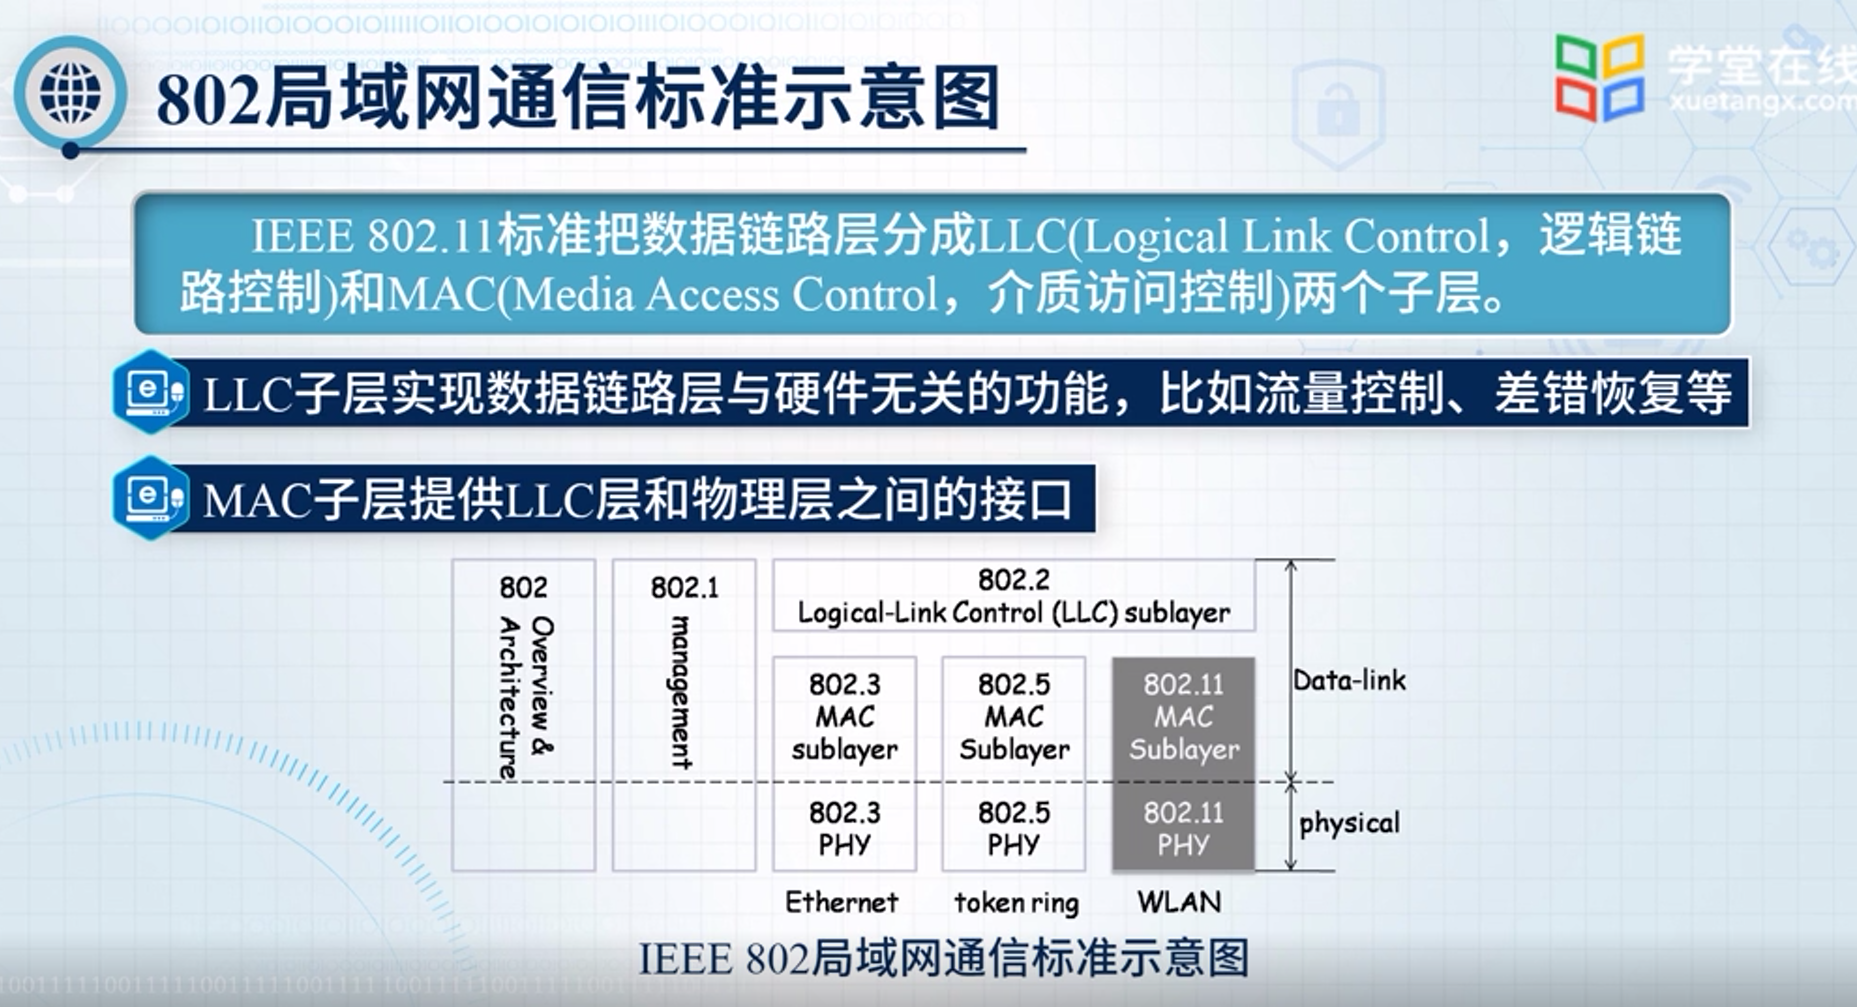 802局域网通信标准示意图
学堂在线
xuetangx.com
IEEE 802.11标准把数据链路层分成LLC(Logical Link Control，逻辑链
路控制)和MAC(Media Access Control，介质访问控制)两个子层。
LLC子层实现数据链路层与硬件无关的功能，比如流量控制、差错恢复等
MAC子层提供LLC层和物理层之间的接口
802
Overview &
Architecture
802.1
management
802.2
Logical-Link Control (LLC) sublayer
802.3
MAC
sublayer
802.5
MAC
Sublayer
802.11
MAC
Sublayer
Data-link
802.3
PHY
802.5
PHY
802.11
PHY
physical
Ethernet
token ring
WLAN
IEEE 802局域网通信标准示意图